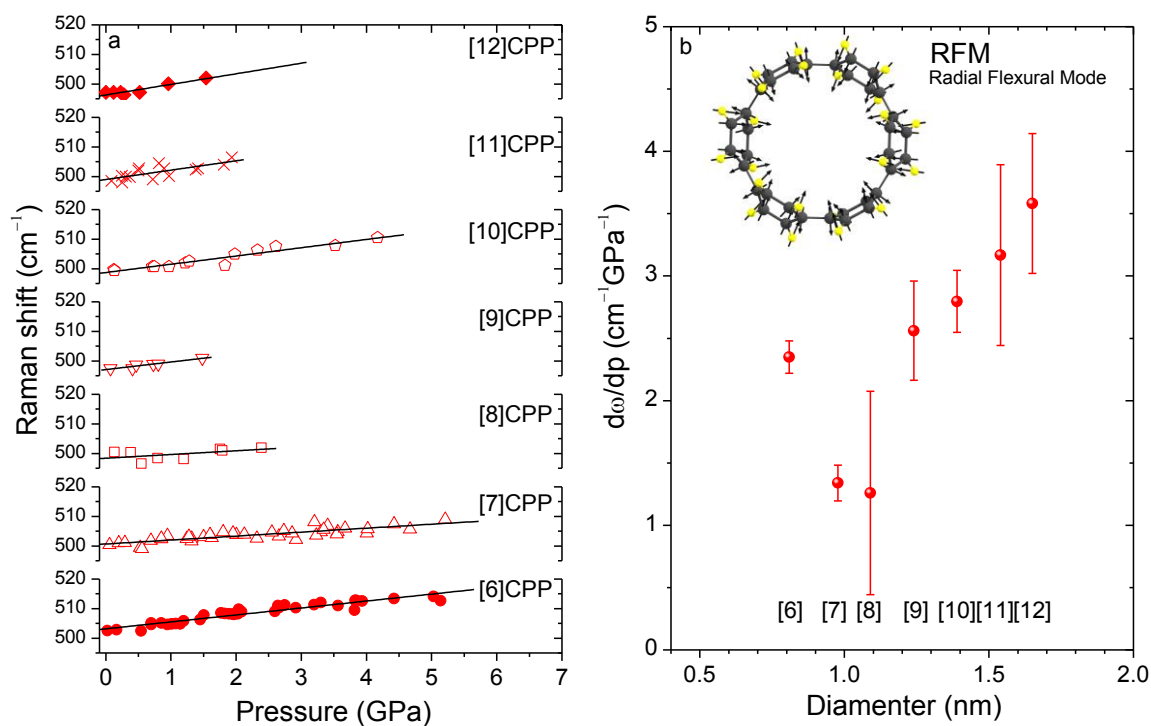 a
[12]CPP
520
510
500
[11]CPP
520
510
500
[10]CPP
520
510
500
[9]CPP
520
510
500
[8]CPP
520
510
500
[7]CPP
520
510
500
[6]CPP
520
510
500
Raman shift (cm⁻¹)
0 1 2 3 4 5 6 7
Pressure (GPa)
b
RFM
Radial Flexural Mode
5
4
3
2
1
0
dω/dp (cm⁻¹GPa⁻¹)
[6] [7] [8] [9] [10] [11] [12]
0.5 1.0 1.5 2.0
Diamenter (nm)